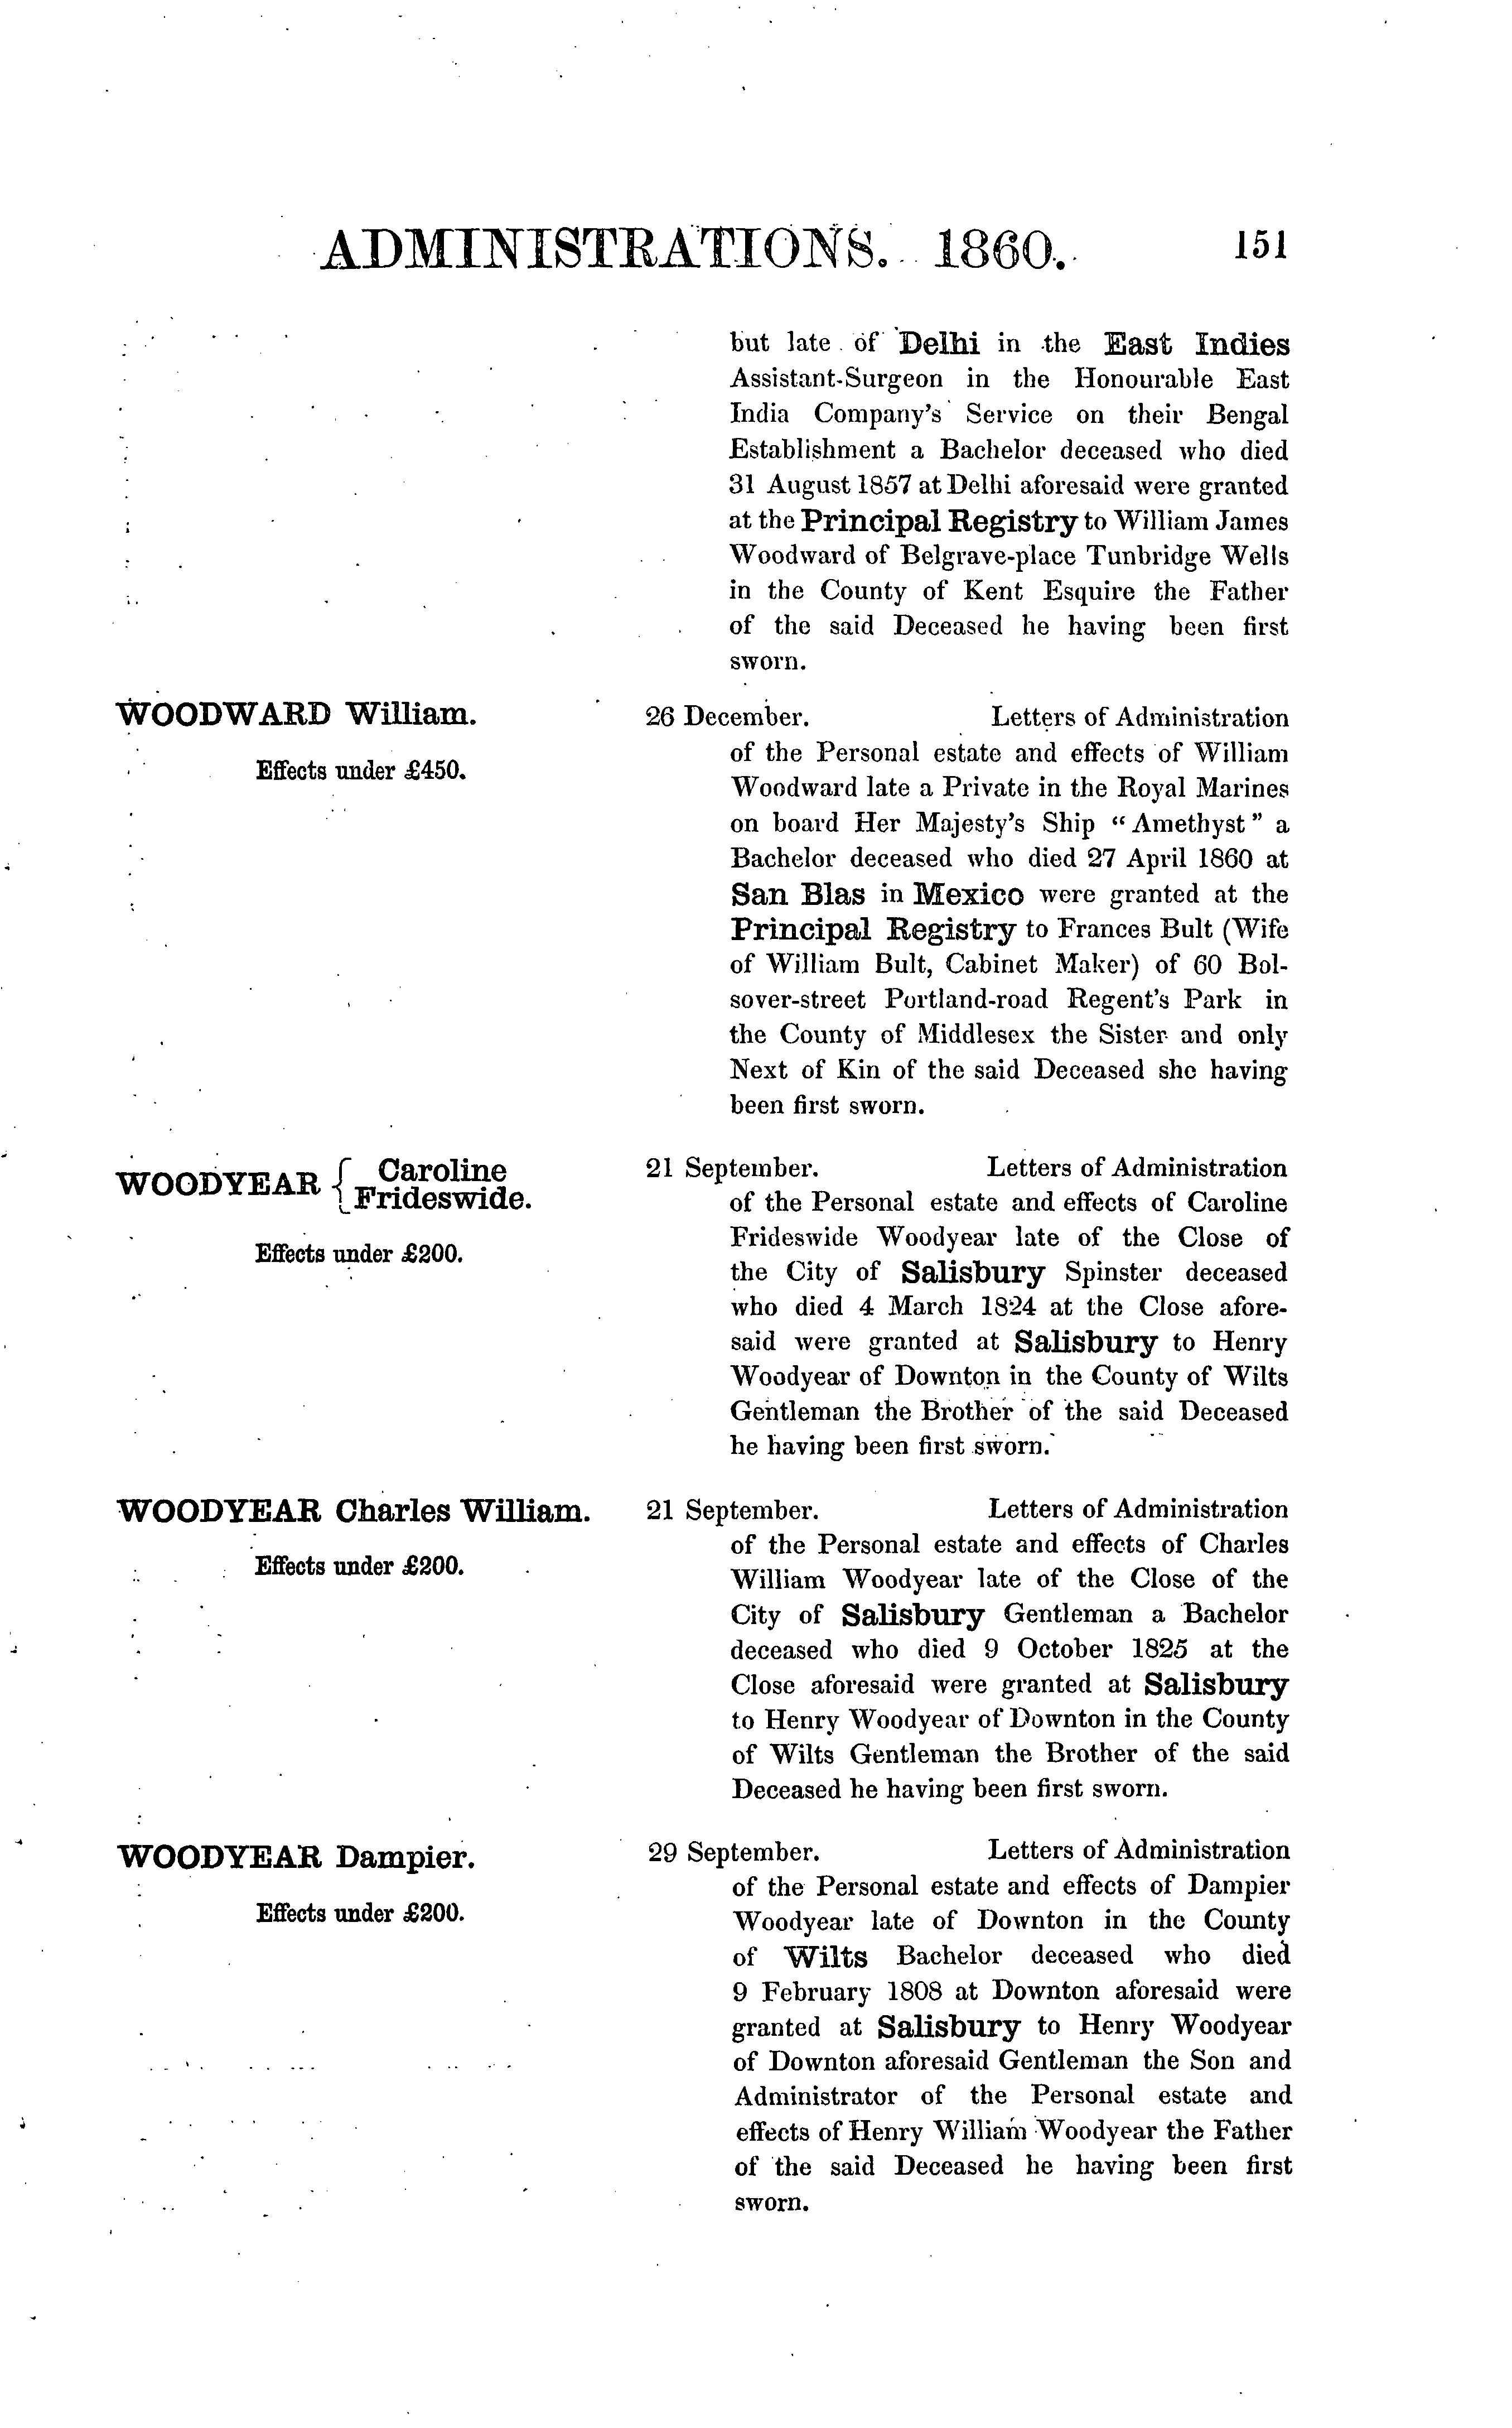 ADMINISTRATIONS. 1860. 151
but late of Delhi in the East Indies
Assistant-Surgeon in the Honourable East
India Company's Service on their Bengal
Establishment a Bachelor deceased who died
31 August 1857 at Delhi aforesaid were granted
at the Principal Registry to William James
Woodward of Belgrave-place Tunbridge Wells
in the County of Kent Esquire the Father
of the said Deceased he having been first
sworn.
WOODWARD William.
Effects under £450.
26 December. Letters of Administration
of the Personal estate and effects of William
Woodward late a Private in the Royal Marines
on board Her Majesty's Ship "Amethyst" a
Bachelor deceased who died 27 April 1860 at
San Blas in Mexico were granted at the
Principal Registry to Frances Bult (Wife
of William Bult, Cabinet Maker) of 60 Bol-
sover-street Portland-road Regent's Park in
the County of Middlesex the Sister and only
Next of Kin of the said Deceased she having
been first sworn.
WOODYEAR { Caroline
Frideswide.
Effects under £200.
21 September. Letters of Administration
of the Personal estate and effects of Caroline
Frideswide Woodyear late of the Close of
the City of Salisbury Spinster deceased
who died 4 March 1824 at the Close afore-
said were granted at Salisbury to Henry
Woodyear of Downton in the County of Wilts
Gentleman the Brother of the said Deceased
he having been first sworn.
WOODYEAR Charles William.
Effects under £200.
21 September. Letters of Administration
of the Personal estate and effects of Charles
William Woodyear late of the Close of the
City of Salisbury Gentleman a Bachelor
deceased who died 9 October 1825 at the
Close aforesaid were granted at Salisbury
to Henry Woodyear of Downton in the County
of Wilts Gentleman the Brother of the said
Deceased he having been first sworn.
WOODYEAR Dampier.
Effects under £200.
29 September. Letters of Administration
of the Personal estate and effects of Dampier
Woodyear late of Downton in the County
of Wilts Bachelor deceased who died
9 February 1808 at Downton aforesaid were
granted at Salisbury to Henry Woodyear
of Downton aforesaid Gentleman the Son and
Administrator of the Personal estate and
effects of Henry William Woodyear the Father
of the said Deceased he having been first
sworn.